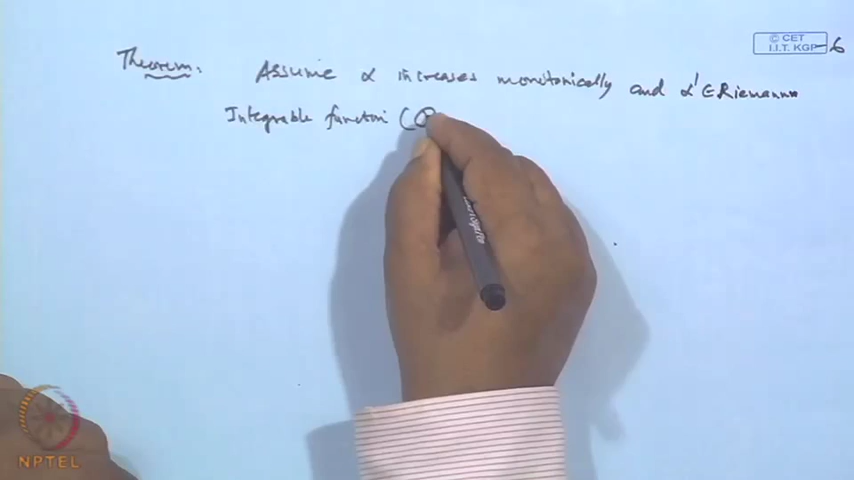 © CET
I.I.T. KGP
6
Theorem. Assume α increases monotonically and α' ∈ Riemann
Integrable function (
NPTEL